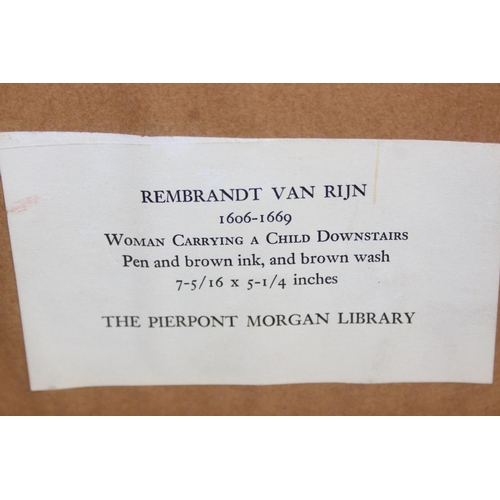 REMBRANDT VAN RIJN
1606-1669
WOMAN CARRYING A CHILD DOWNSTAIRS
Pen and brown ink, and brown wash
7-5/16 x 5-1/4 inches
THE PIERPONT MORGAN LIBRARY